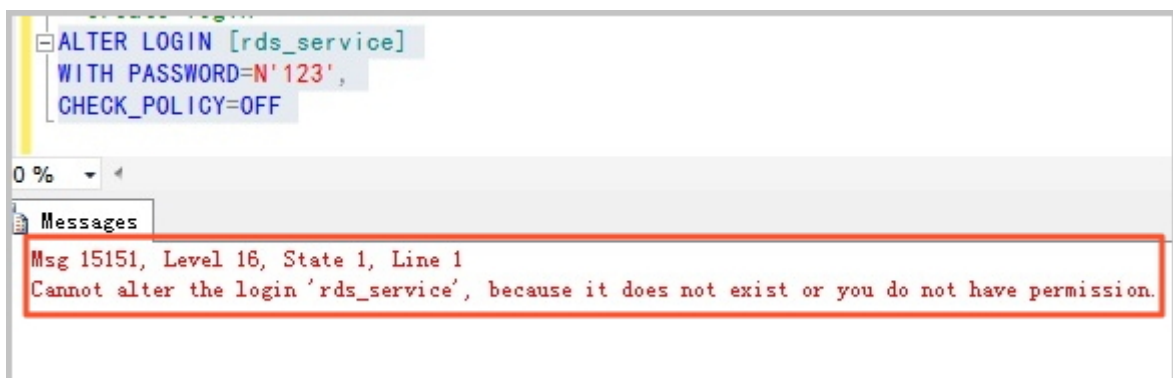 ALTER LOGIN [rds_service]
WITH PASSWORD=N'123',
CHECK_POLICY=OFF
0 %
Messages
Msg 15151, Level 16, State 1, Line 1
Cannot alter the login 'rds_service', because it does not exist or you do not have permission.